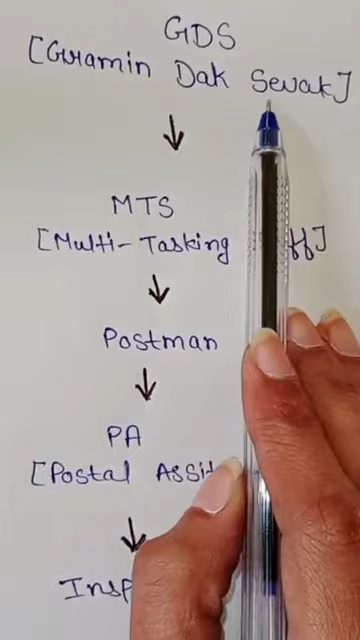 GDS
[Gramin Dak Sevak]
↓
MTS
[Multi-Tasking
↓
Postman
↓
PA
[Postal
↓